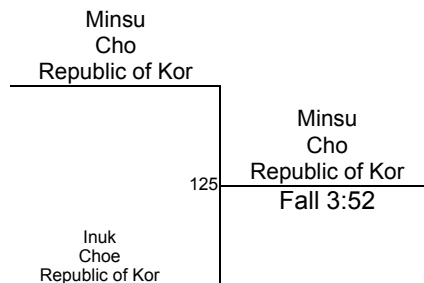 Minsu
Cho
Republic of Kor
Minsu
Cho
Republic of Kor
125
Fall 3:52
Inuk
Choe
Republic of Kor